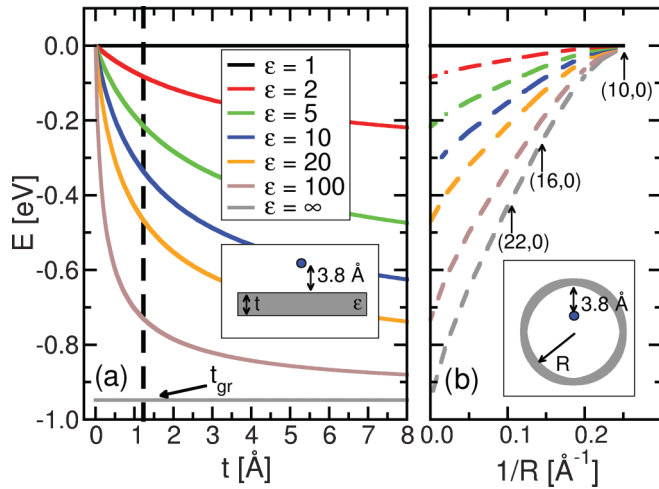 0.0
-0.2
-0.4
-0.6
-0.8
-1.0
E [eV]
ε = 1
ε = 2
ε = 5
ε = 10
ε = 20
ε = 100
ε = ∞
3.8 Å
t
ε
(a)
t_gr
0 1 2 3 4 5 6 7 8
t [Å]
(10,0)
(16,0)
(22,0)
3.8 Å
R
(b)
0.0 0.1 0.2
1/R [Å⁻¹]